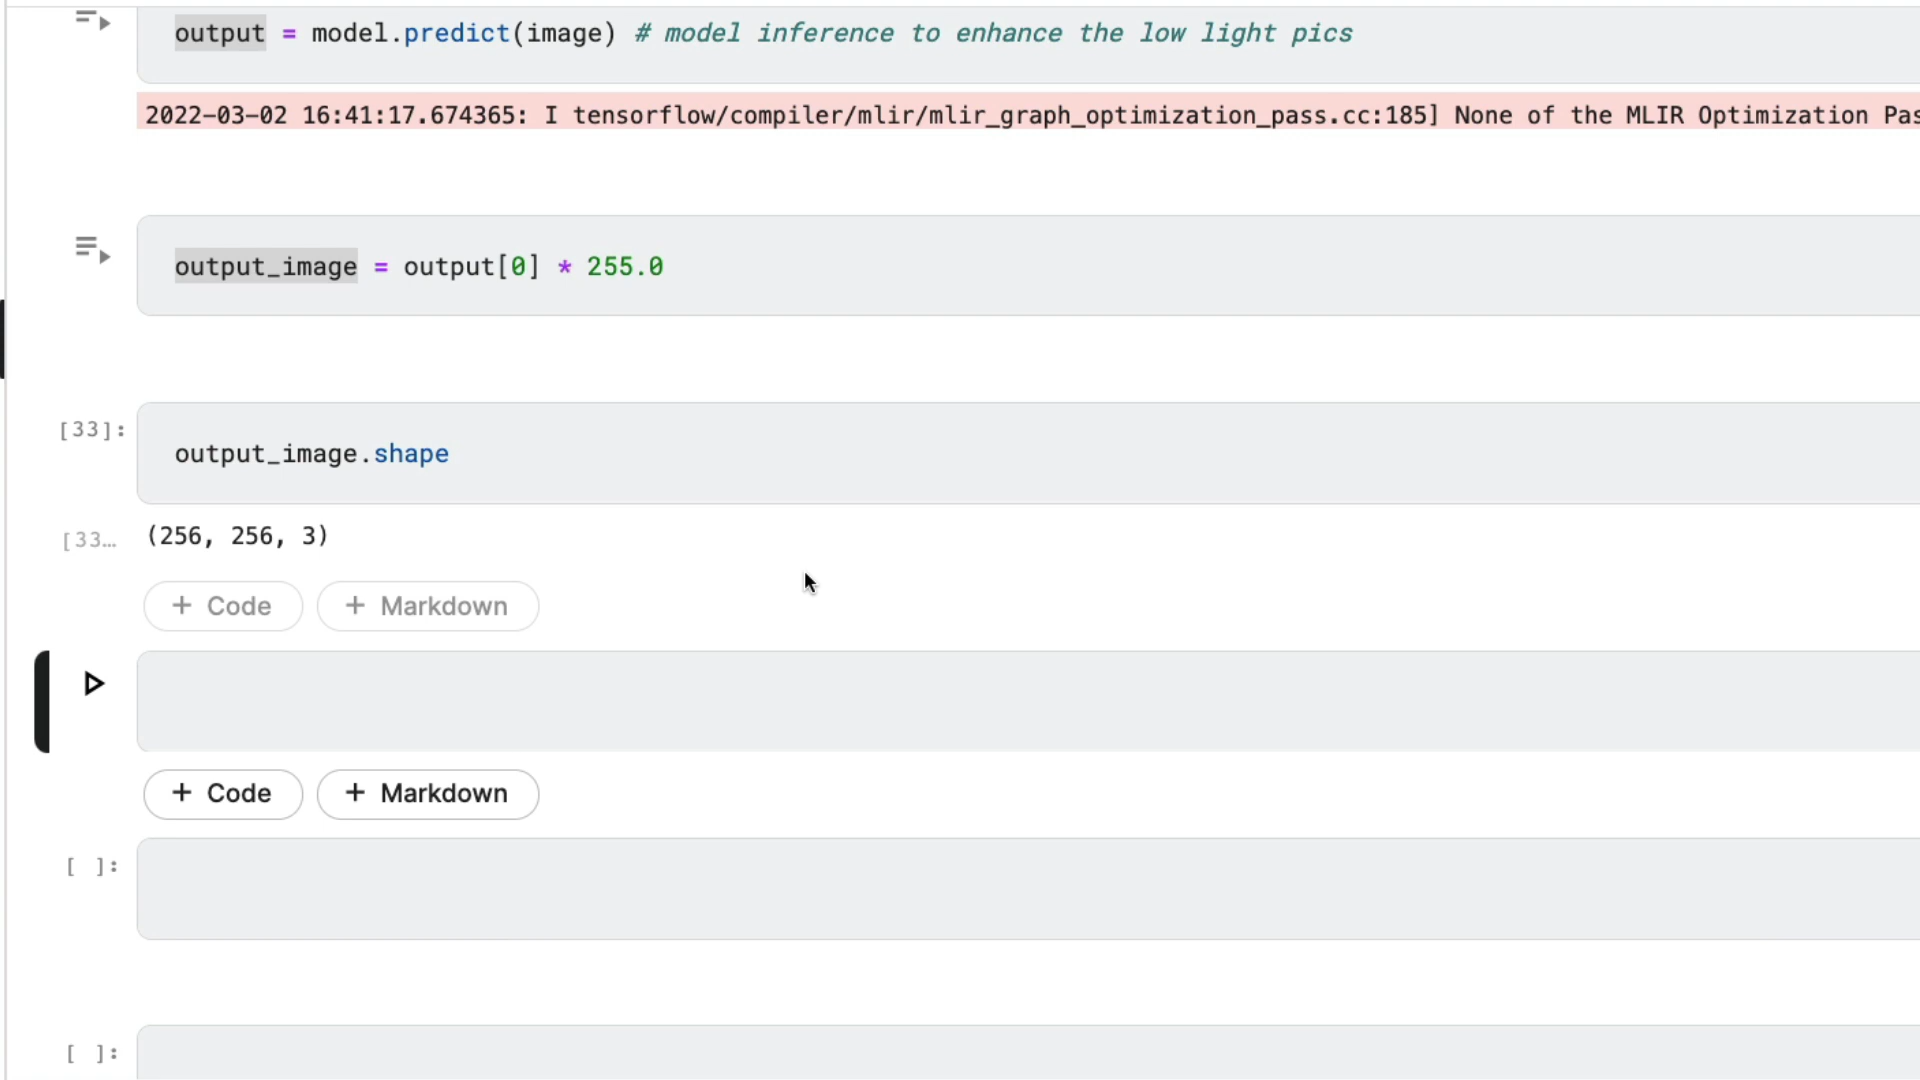 output = model.predict(image) # model inference to enhance the low light pics
2022-03-02 16:41:17.674365: I tensorflow/compiler/mlir/mlir_graph_optimization_pass.cc:185] None of the MLIR Optimization Pas
output_image = output[0] * 255.0
[33]:
output_image.shape
[33… (256, 256, 3)
+ Code + Markdown
+ Code + Markdown
[ ]:
[ ]: